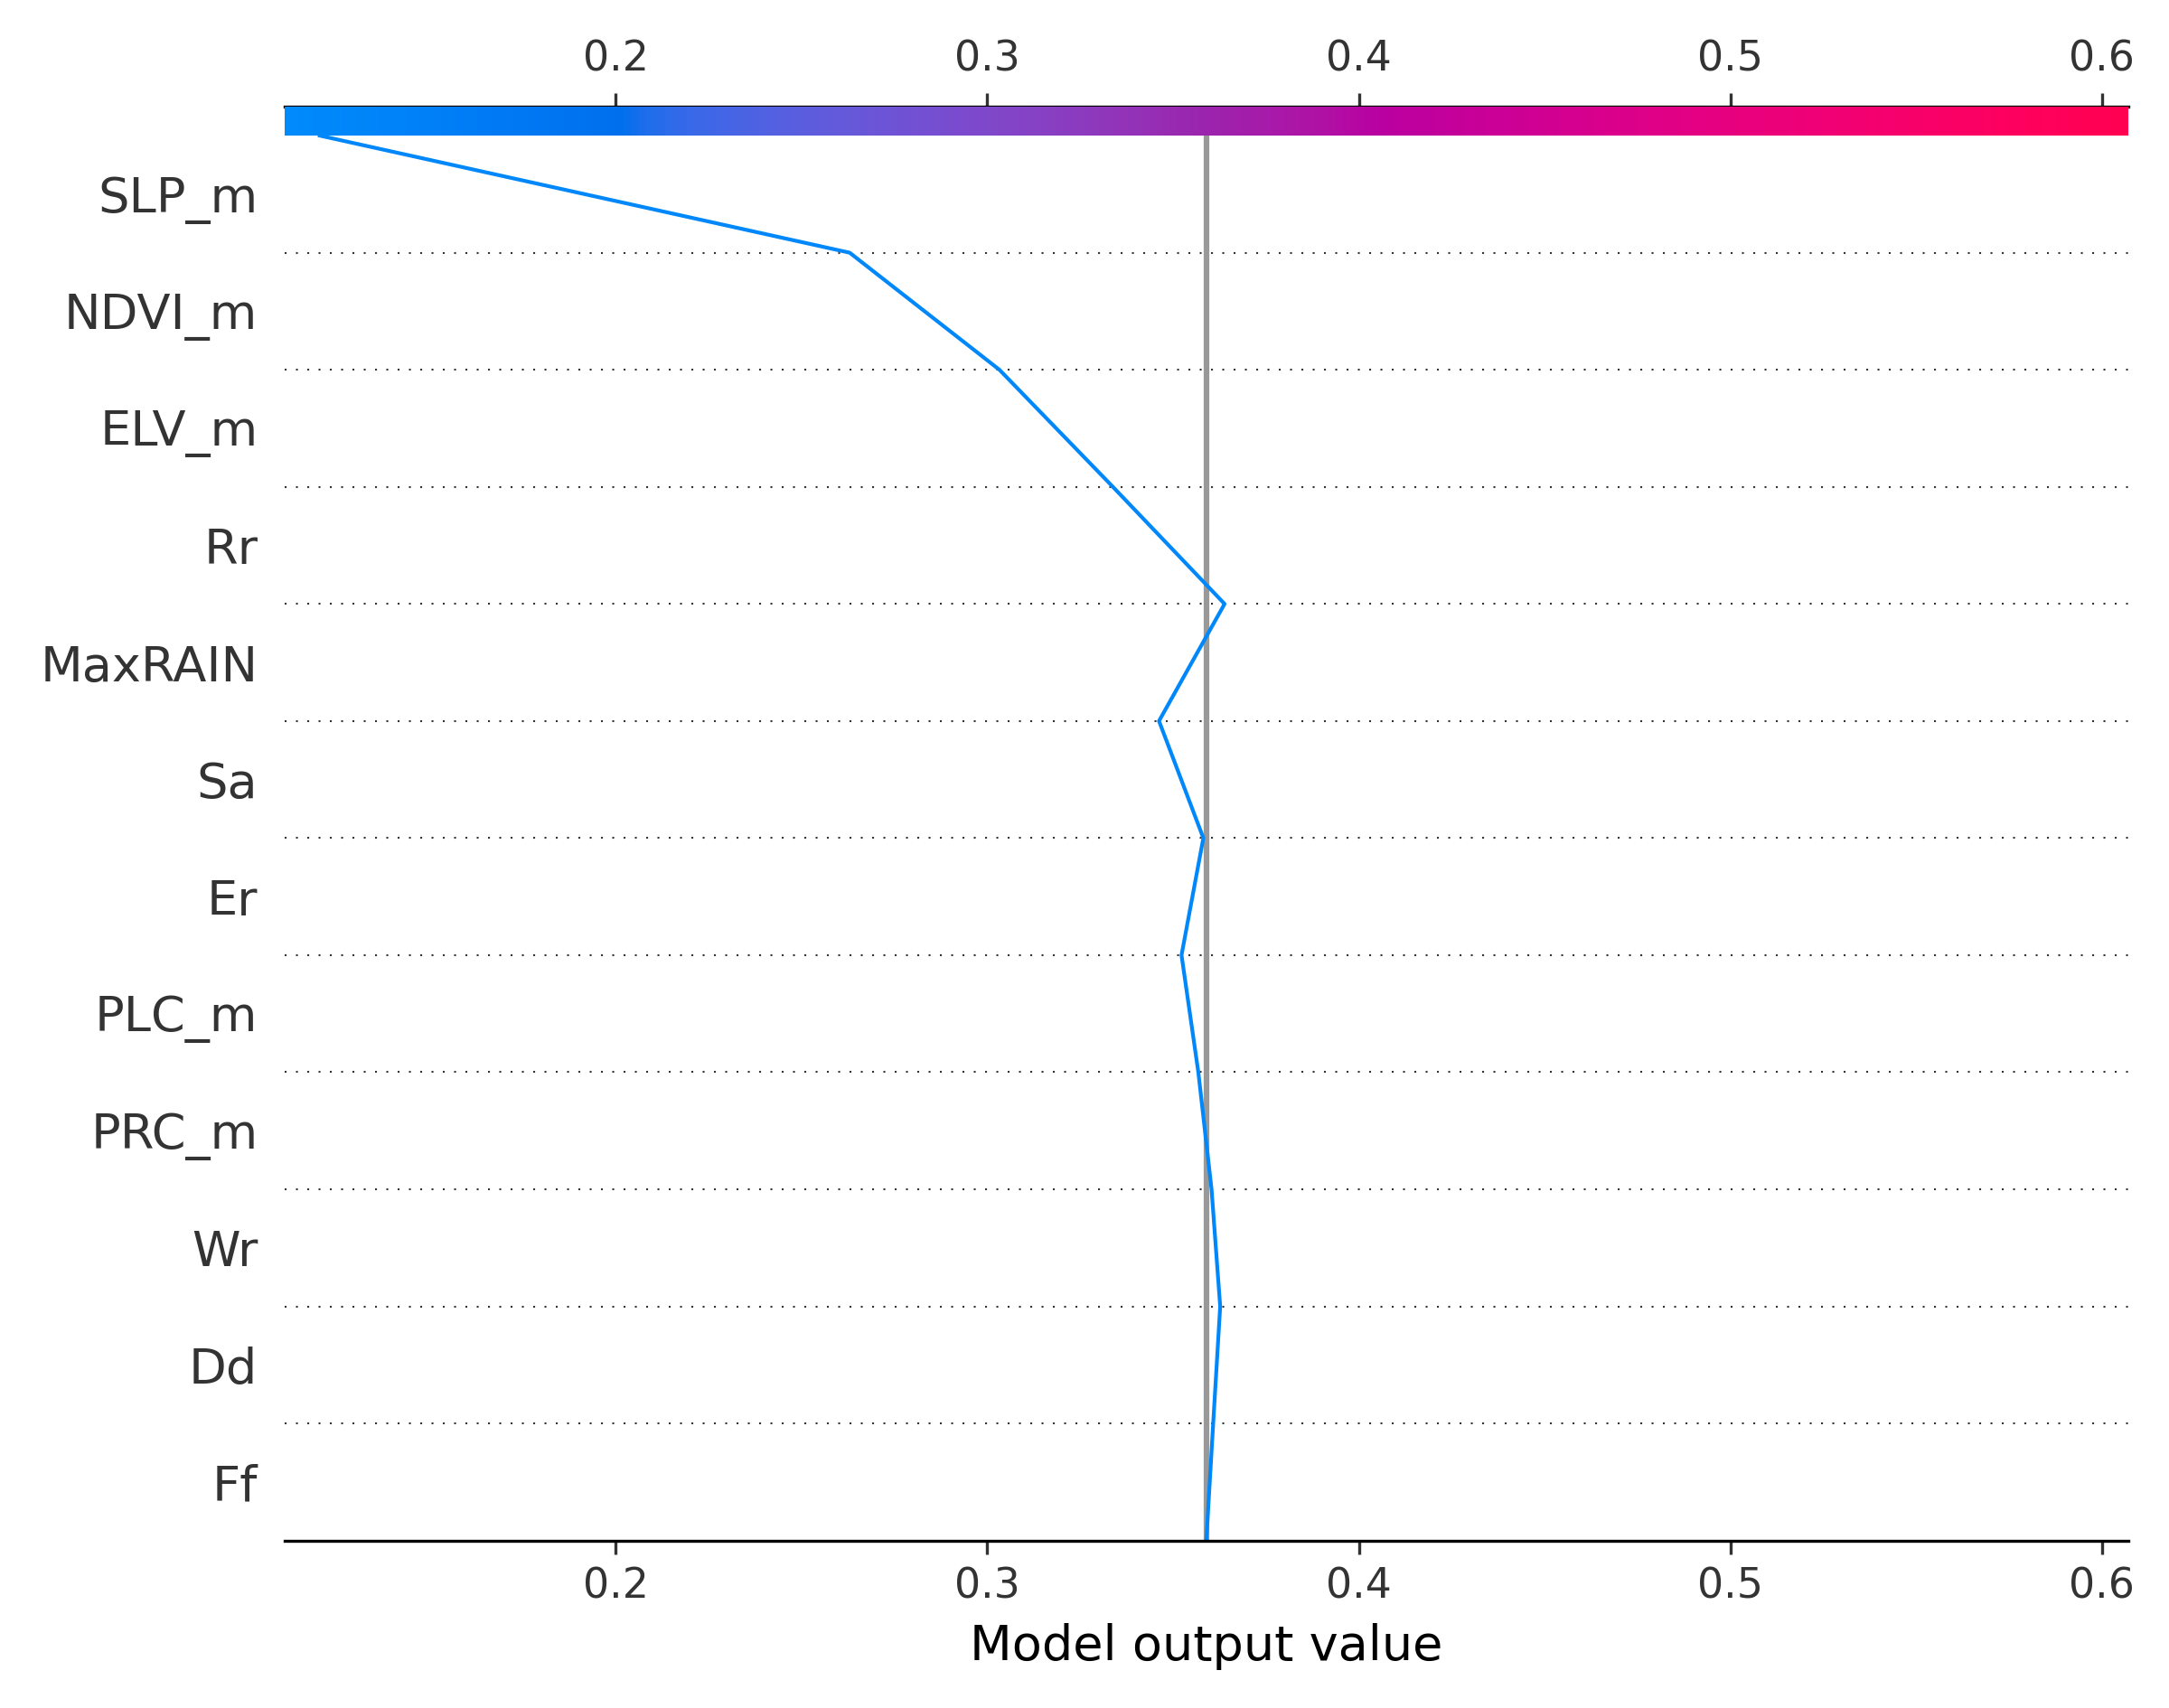 0.2 0.3 0.4 0.5 0.6
SLP_m
NDVI_m
ELV_m
Rr
MaxRAIN
Sa
Er
PLC_m
PRC_m
Wr
Dd
Ff
0.2 0.3 0.4 0.5 0.6
Model output value